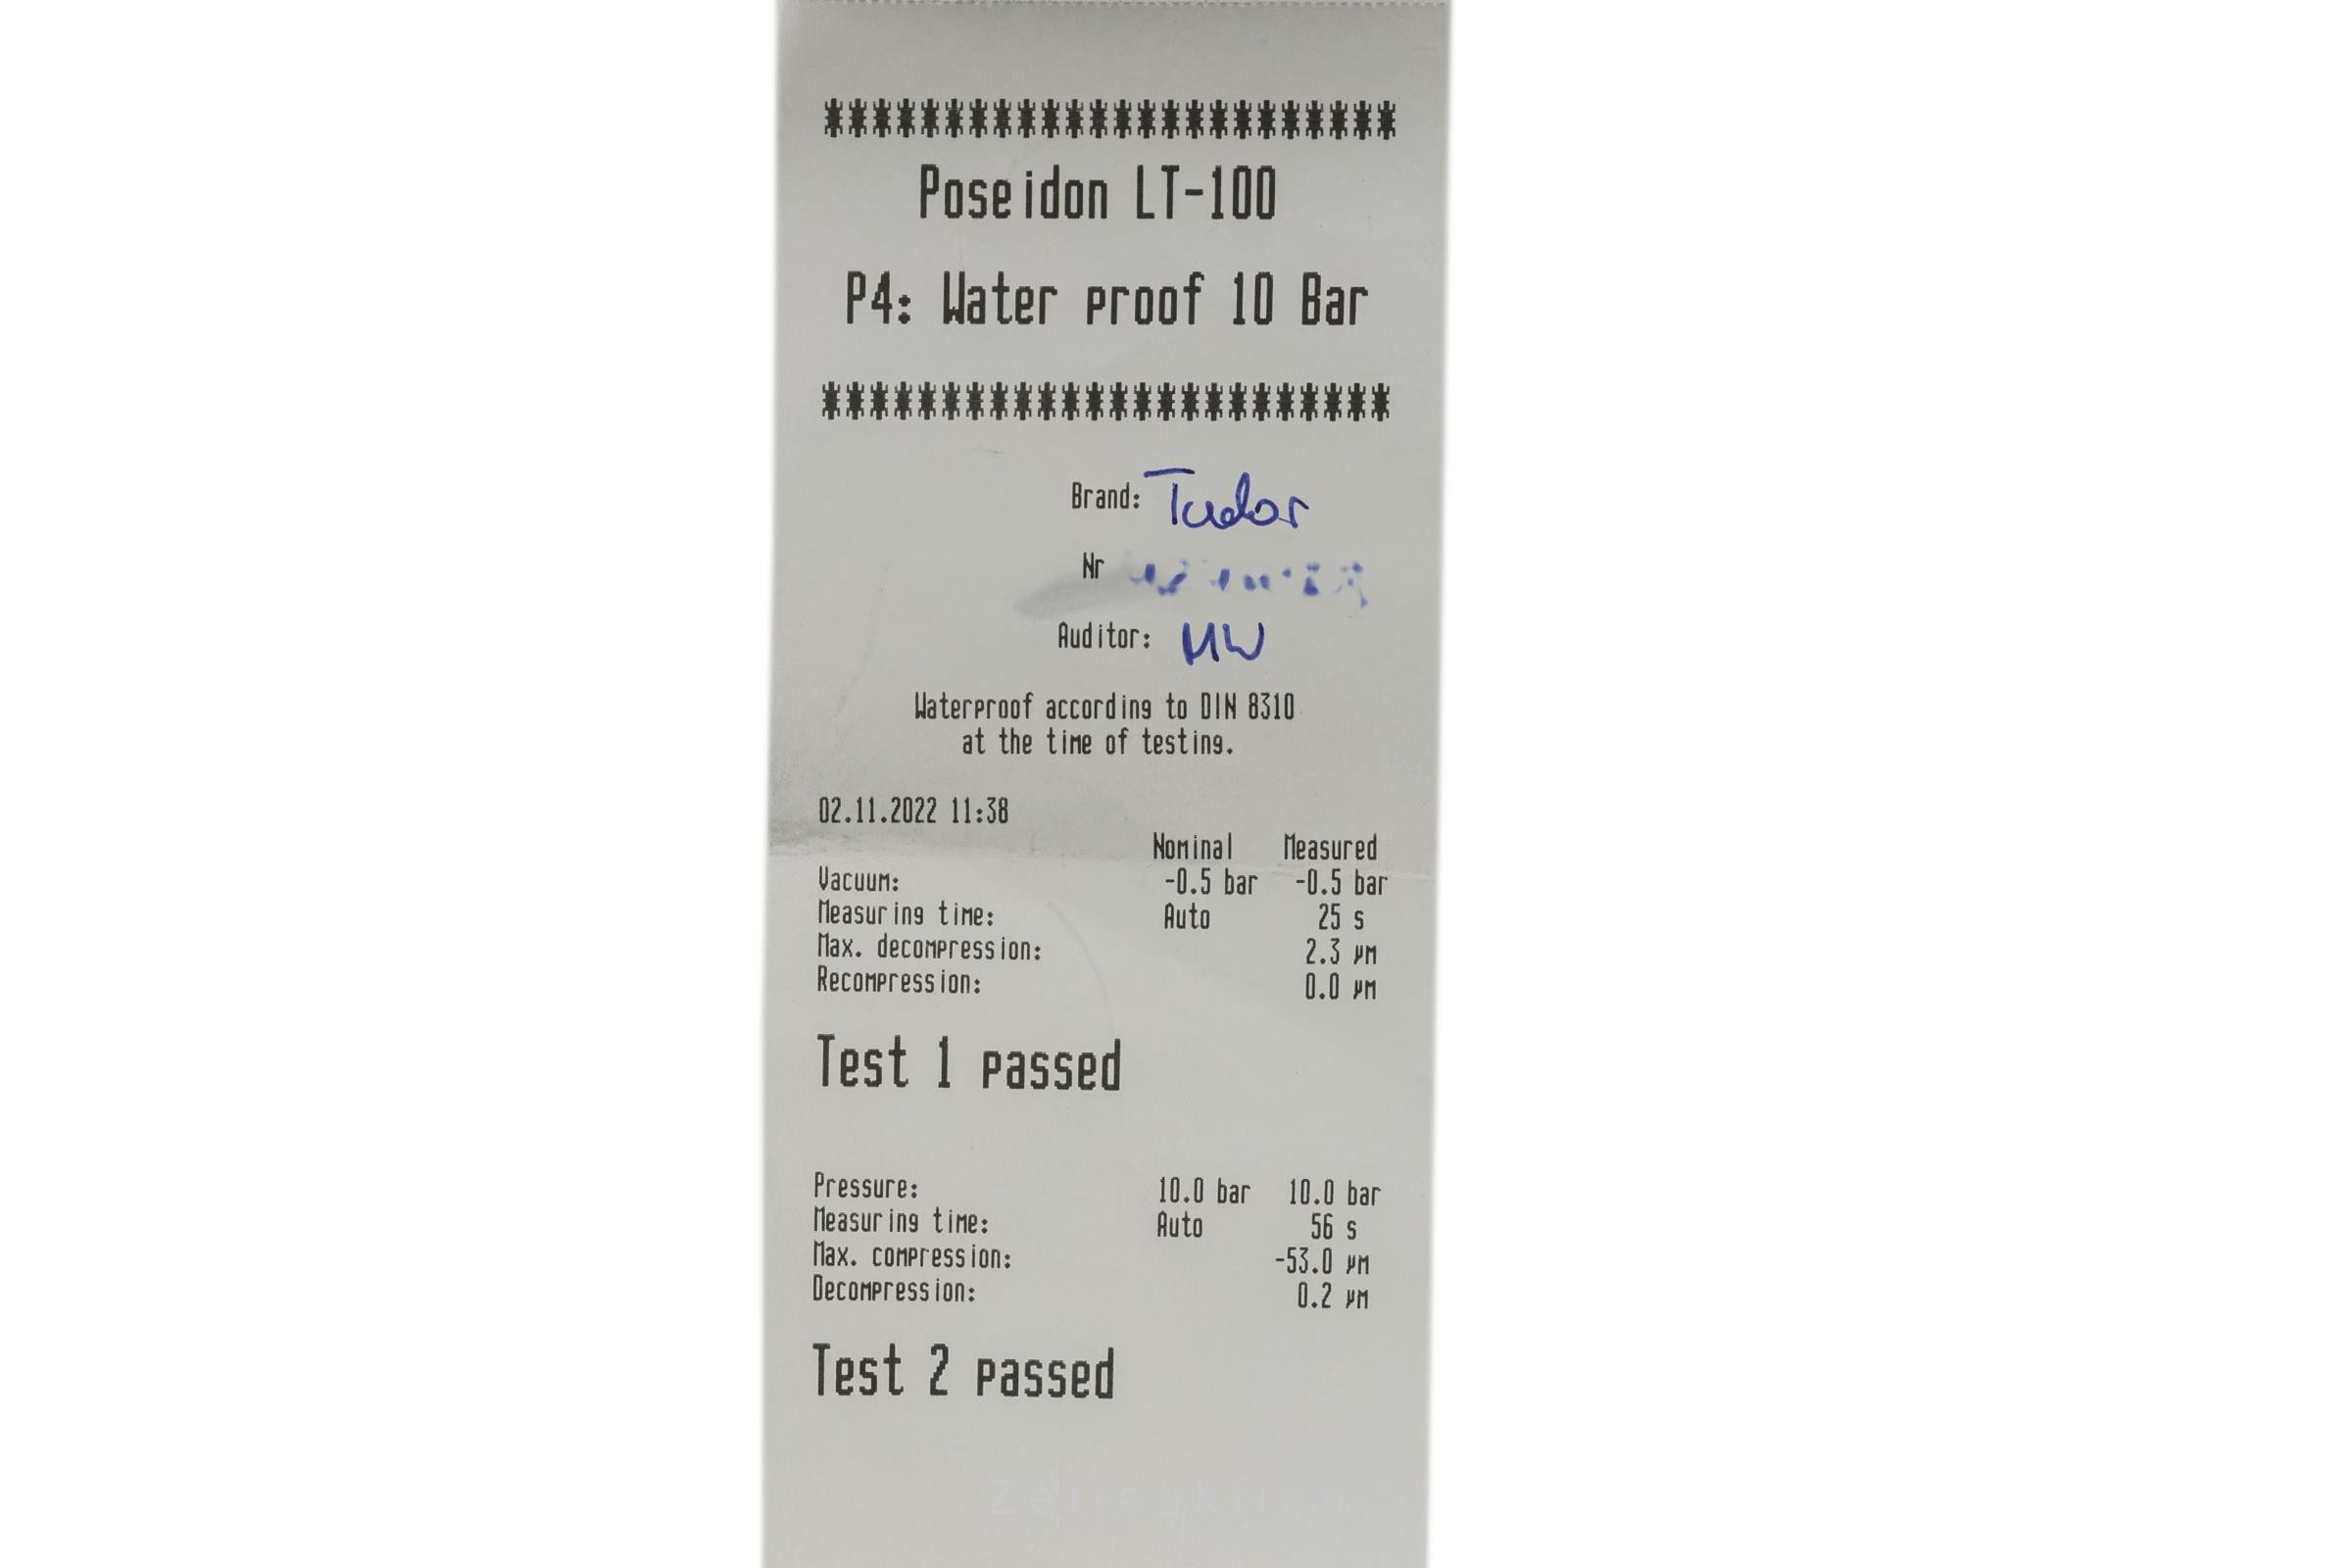 ************************
Poseidon LT-100
P4: Water proof 10 Bar
************************
Brand: Tudor
Nr
Auditor: MW
Waterproof according to DIN 8310
at the time of testing.
02.11.2022 11:38
Nominal Measured
Vacuum: -0.5 bar -0.5 bar
Measuring time: Auto 25 s
Max. decompression: 2.3 µm
Recompression: 0.0 µm
Test 1 passed
Pressure: 10.0 bar 10.0 bar
Measuring time: Auto 56 s
Max. compression: -53.0 µm
Decompression: 0.2 µm
Test 2 passed